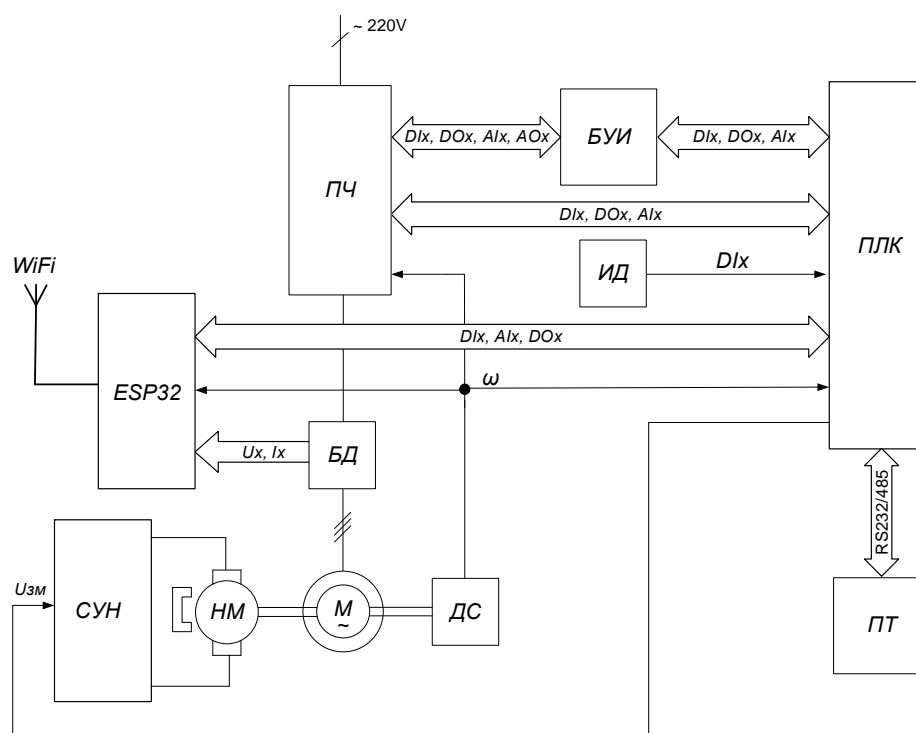 ~ 220V
DIx, DOx, AIx, AOx
БУИ
DIx, DOx, AIx
ПЧ
DIx, DOx, AIx
ПЛК
WiFi
ИД
DIx
DIx, AIx, DOx
ESP32
ω
Ux, Ix
БД
RS232/485
Uзм
СУН
НМ
М
~
ДС
ПТ